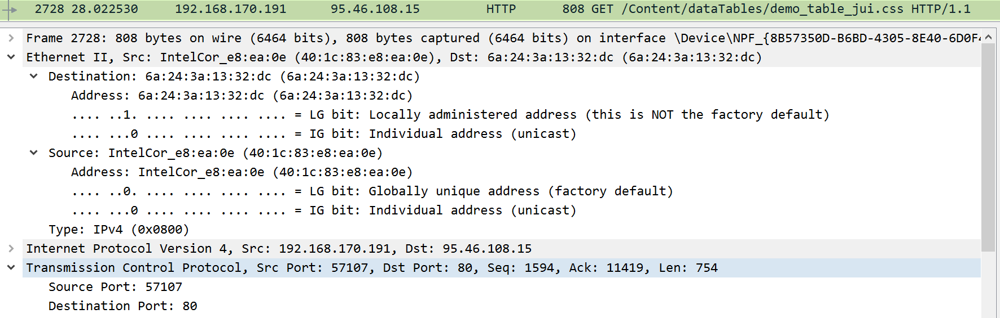 2728 28.022530 192.168.170.191 95.46.108.15 HTTP 808 GET /Content/dataTables/demo_table_jui.css HTTP/1.1
Frame 2728: 808 bytes on wire (6464 bits), 808 bytes captured (6464 bits) on interface \Device\NPF_{8B57350D-B6BD-4305-8E40-6D0F4
Ethernet II, Src: IntelCor_e8:ea:0e (40:1c:83:e8:ea:0e), Dst: 6a:24:3a:13:32:dc (6a:24:3a:13:32:dc)
Destination: 6a:24:3a:13:32:dc (6a:24:3a:13:32:dc)
Address: 6a:24:3a:13:32:dc (6a:24:3a:13:32:dc)
.... ..1. .... .... .... .... = LG bit: Locally administered address (this is NOT the factory default)
.... ...0 .... .... .... .... = IG bit: Individual address (unicast)
Source: IntelCor_e8:ea:0e (40:1c:83:e8:ea:0e)
Address: IntelCor_e8:ea:0e (40:1c:83:e8:ea:0e)
.... ..0. .... .... .... .... = LG bit: Globally unique address (factory default)
.... ...0 .... .... .... .... = IG bit: Individual address (unicast)
Type: IPv4 (0x0800)
Internet Protocol Version 4, Src: 192.168.170.191, Dst: 95.46.108.15
Transmission Control Protocol, Src Port: 57107, Dst Port: 80, Seq: 1594, Ack: 11419, Len: 754
Source Port: 57107
Destination Port: 80